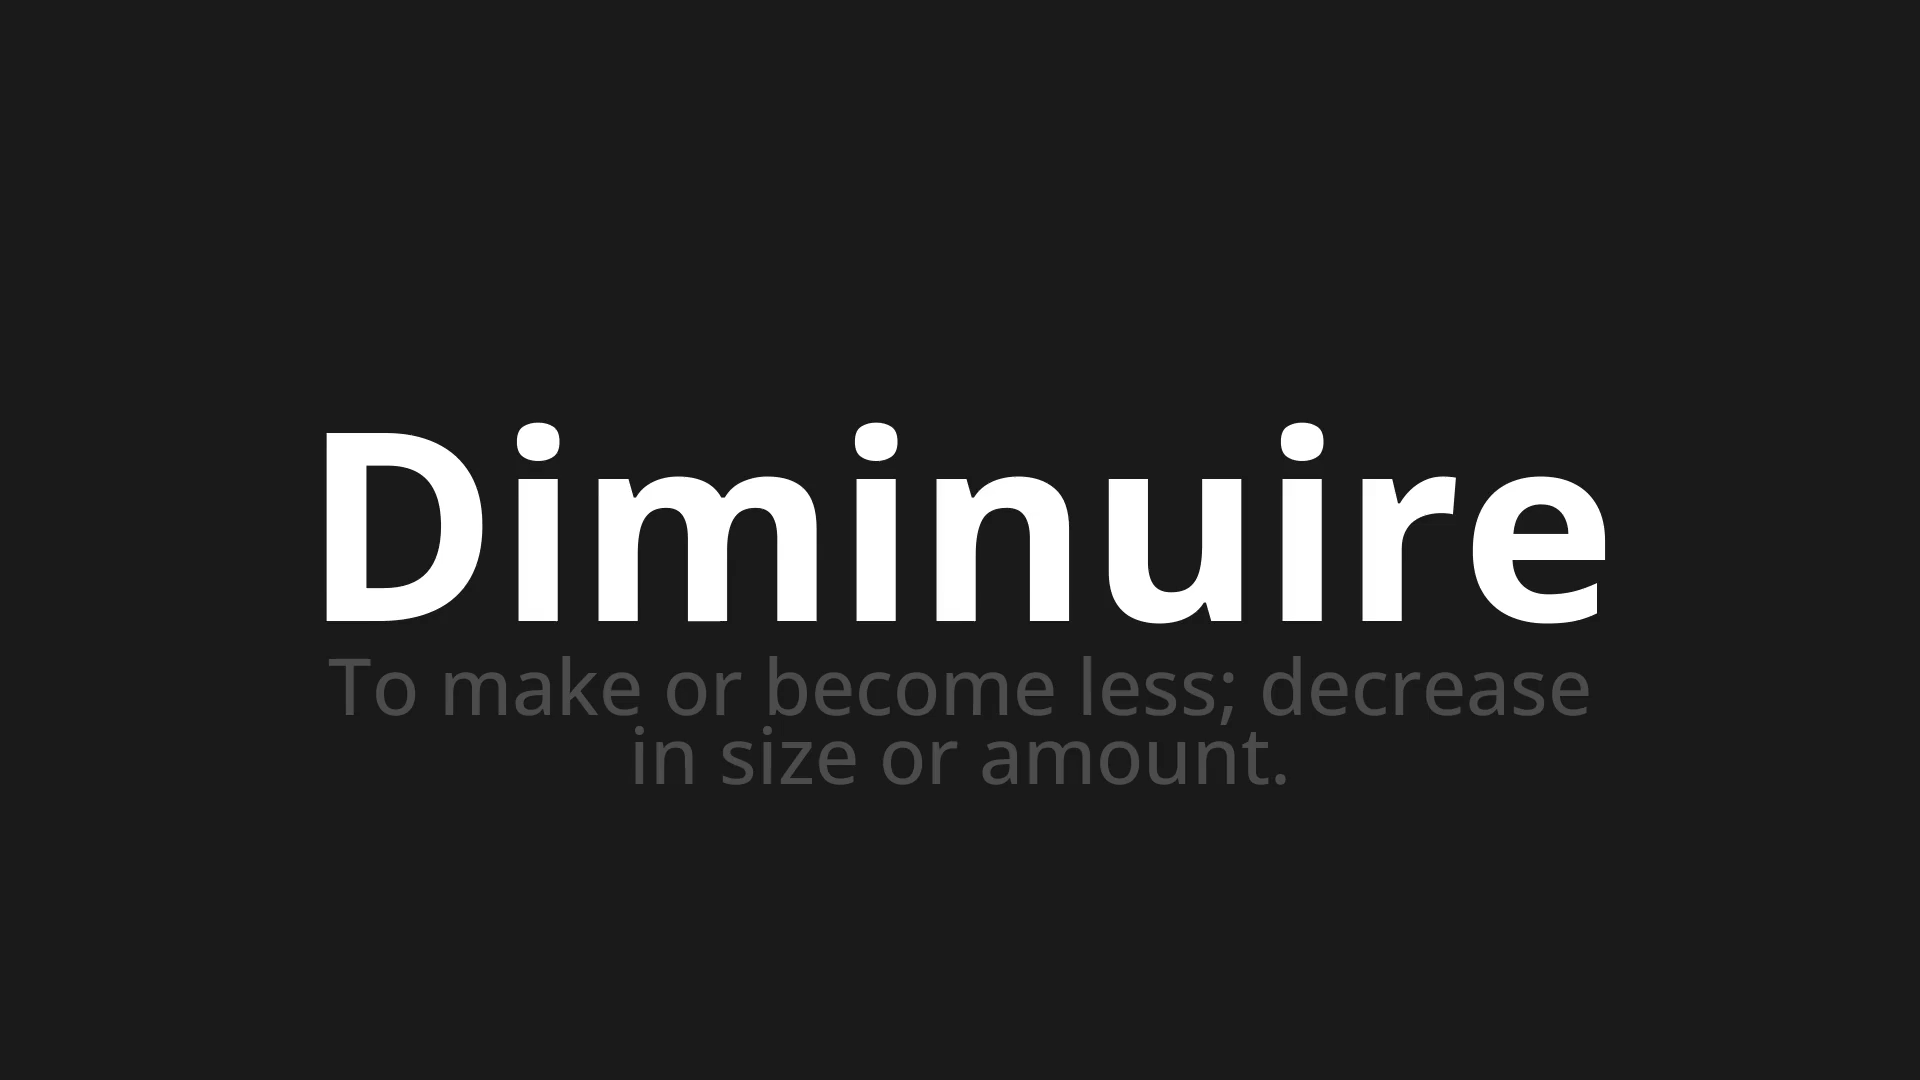 Diminuire
To make or become less; decrease
in size or amount.